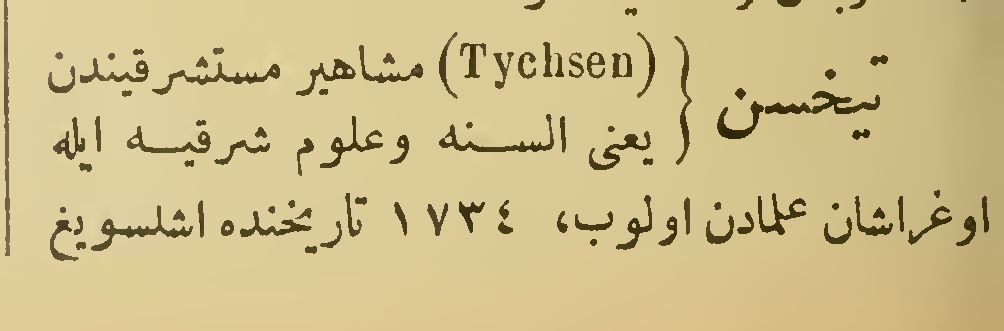 تیخسن { (Tychsen) مشاهیر مستشرقیندن
یعنی السنه وعلوم شرقیه ایله
اوغراشان علمادن اولوب، ١٧٣٤ تاریخنده اشلسویغ